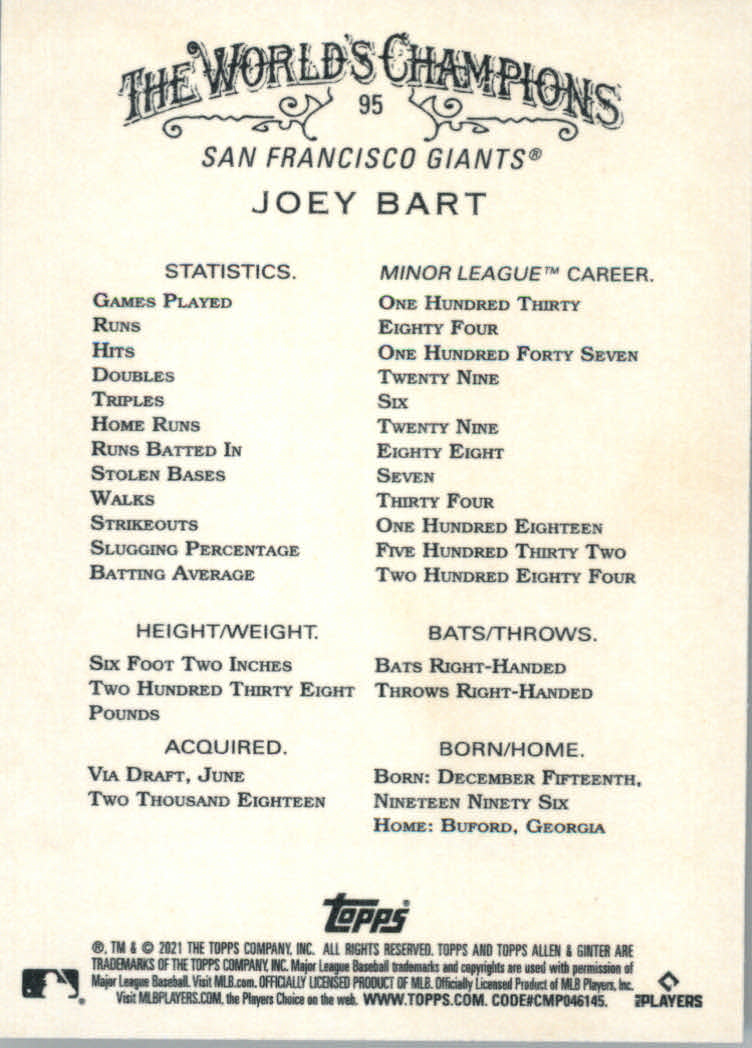 THE WORLD'S CHAMPIONS
95
SAN FRANCISCO GIANTS®
JOEY BART
STATISTICS. MINOR LEAGUE™ CAREER.
GAMES PLAYED ONE HUNDRED THIRTY
RUNS EIGHTY FOUR
HITS ONE HUNDRED FORTY SEVEN
DOUBLES TWENTY NINE
TRIPLES SIX
HOME RUNS TWENTY NINE
RUNS BATTED IN EIGHTY EIGHT
STOLEN BASES SEVEN
WALKS THIRTY FOUR
STRIKEOUTS ONE HUNDRED EIGHTEEN
SLUGGING PERCENTAGE FIVE HUNDRED THIRTY TWO
BATTING AVERAGE TWO HUNDRED EIGHTY FOUR
HEIGHT/WEIGHT.
SIX FOOT TWO INCHES
TWO HUNDRED THIRTY EIGHT
POUNDS
BATS/THROWS.
BATS RIGHT-HANDED
THROWS RIGHT-HANDED
ACQUIRED.
VIA DRAFT, JUNE
TWO THOUSAND EIGHTEEN
BORN/HOME.
BORN: DECEMBER FIFTEENTH,
NINETEEN NINETY SIX
HOME: BUFORD, GEORGIA
Topps®
®, TM & © 2021 THE TOPPS COMPANY, INC. ALL RIGHTS RESERVED. TOPPS AND TOPPS ALLEN & GINTER ARE
TRADEMARKS OF THE TOPPS COMPANY, INC. Major League Baseball trademarks and copyrights are used with permission of
Major League Baseball. Visit MLB.com. OFFICIALLY LICENSED PRODUCT OF MLB. Officially Licensed Product of MLB Players, Inc.
Visit MLBPLAYERS.COM, the Players Choice on the web. WWW.TOPPS.COM. CODE#CMP046145.
PLAYERS